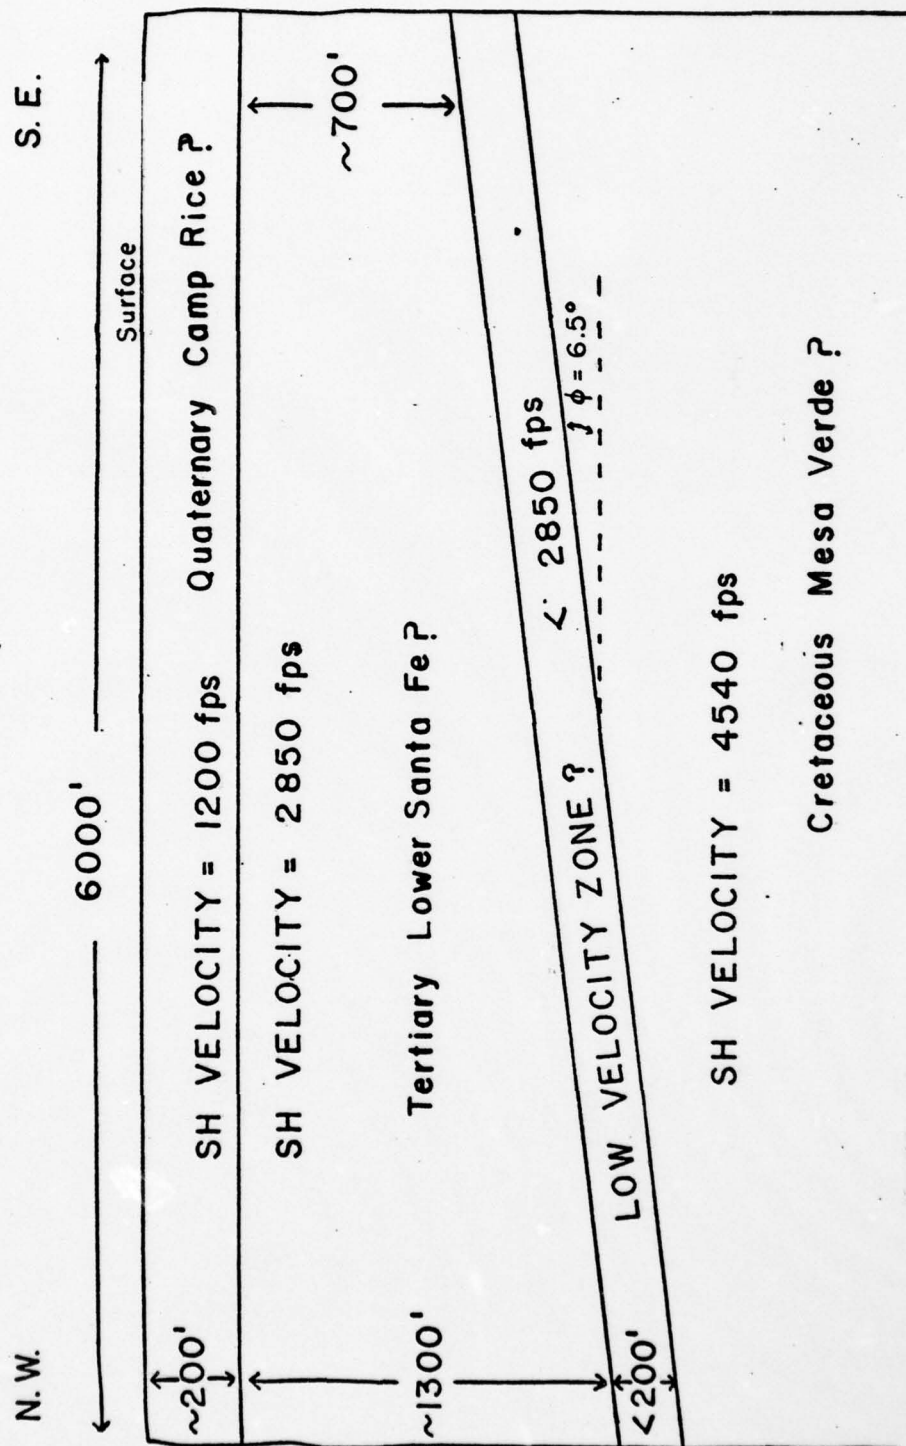 N.W.
S.E.
6000'
Surface
~200'
SH VELOCITY = 1200 fps
Quaternary Camp Rice?
SH VELOCITY = 2850 fps
~700'
~1300'
Tertiary Lower Santa Fe?
<200'
LOW VELOCITY ZONE?
< 2850 fps
φ = 6.5°
SH VELOCITY = 4540 fps
Cretaceous Mesa Verde?